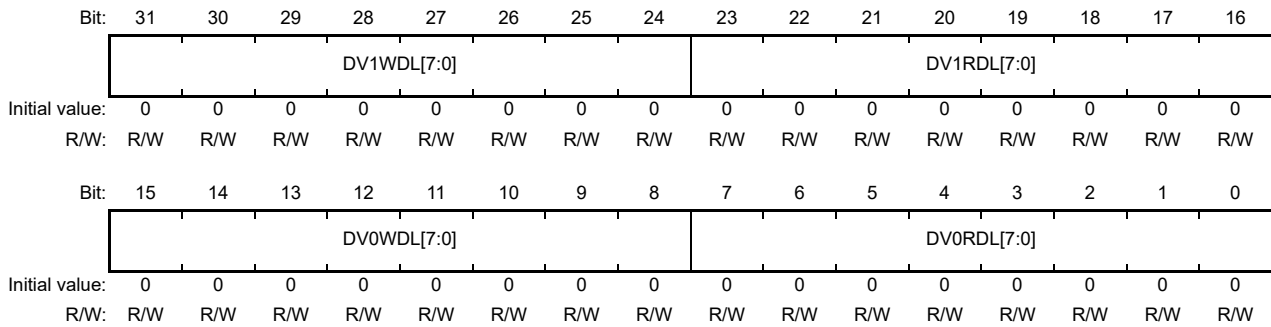 Bit: 31 30 29 28 27 26 25 24 23 22 21 20 19 18 17 16
DV1WDL[7:0] DV1RDL[7:0]
Initial value: 0 0 0 0 0 0 0 0 0 0 0 0 0 0 0 0
R/W: R/W R/W R/W R/W R/W R/W R/W R/W R/W R/W R/W R/W R/W R/W R/W R/W
Bit: 15 14 13 12 11 10 9 8 7 6 5 4 3 2 1 0
DV0WDL[7:0] DV0RDL[7:0]
Initial value: 0 0 0 0 0 0 0 0 0 0 0 0 0 0 0 0
R/W: R/W R/W R/W R/W R/W R/W R/W R/W R/W R/W R/W R/W R/W R/W R/W R/W